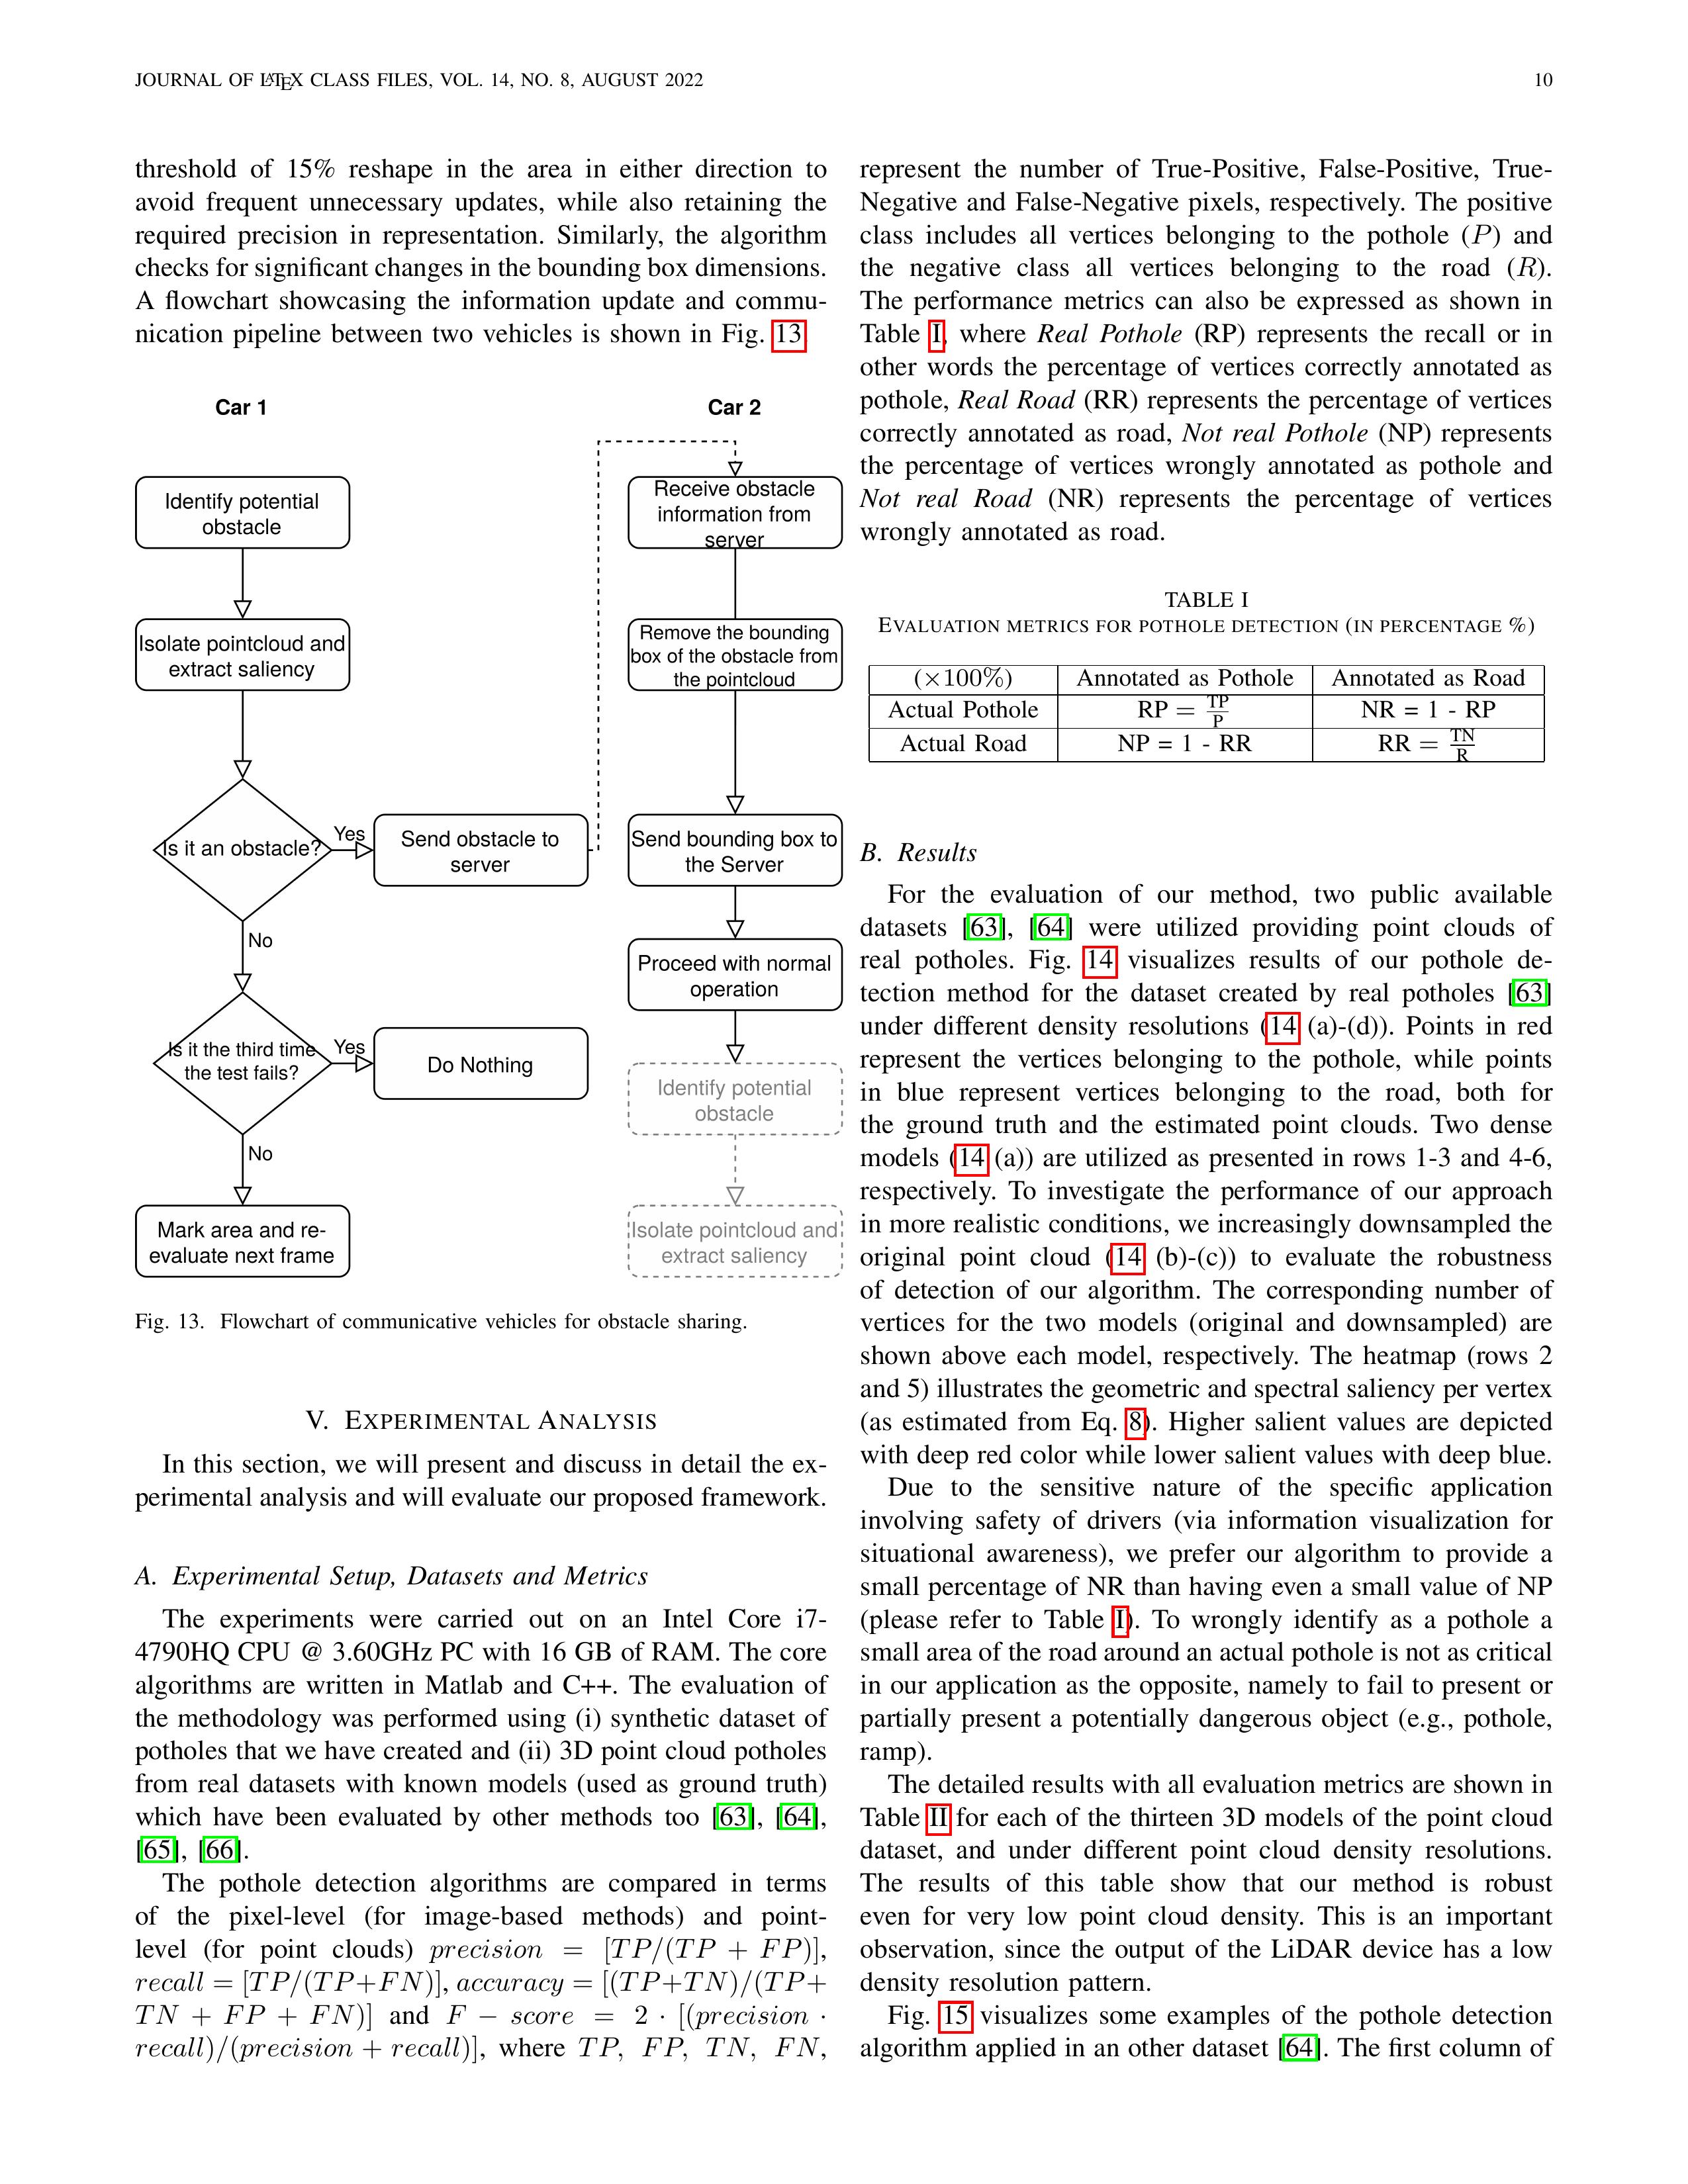 JOURNAL OF LATEX CLASS FILES, VOL. 14, NO. 8, AUGUST 2022
10
threshold of 15% reshape in the area in either direction to
avoid frequent unnecessary updates, while also retaining the
required precision in representation. Similarly, the algorithm
checks for significant changes in the bounding box dimensions.
A flowchart showcasing the information update and commu-
nication pipeline between two vehicles is shown in Fig. 13
Car 1
Identify potential
obstacle
Isolate pointcloud and
extract saliency
Is it an obstacle?
Yes
Send obstacle to
server
No
Is it the third time
the test fails?
Yes
Do Nothing
No
Mark area and re-
evaluate next frame
Car 2
Receive obstacle
information from
server
Remove the bounding
box of the obstacle from
the pointcloud
Send bounding box to
the Server
Proceed with normal
operation
Identify potential
obstacle
Isolate pointcloud and
extract saliency
Fig. 13. Flowchart of communicative vehicles for obstacle sharing.
V. EXPERIMENTAL ANALYSIS
In this section, we will present and discuss in detail the ex-
perimental analysis and will evaluate our proposed framework.
A. Experimental Setup, Datasets and Metrics
The experiments were carried out on an Intel Core i7-
4790HQ CPU @ 3.60GHz PC with 16 GB of RAM. The core
algorithms are written in Matlab and C++. The evaluation of
the methodology was performed using (i) synthetic dataset of
potholes that we have created and (ii) 3D point cloud potholes
from real datasets with known models (used as ground truth)
which have been evaluated by other methods too [63], [64],
[65], [66].
The pothole detection algorithms are compared in terms
of the pixel-level (for image-based methods) and point-
level (for point clouds) precision = [TP/(TP + FP)],
recall = [TP/(TP+FN)], accuracy = [(TP+TN)/(TP+
TN + FP + FN)] and F − score = 2 · [(precision ·
recall)/(precision + recall)], where TP, FP, TN, FN,
represent the number of True-Positive, False-Positive, True-
Negative and False-Negative pixels, respectively. The positive
class includes all vertices belonging to the pothole (P) and
the negative class all vertices belonging to the road (R).
The performance metrics can also be expressed as shown in
Table I, where Real Pothole (RP) represents the recall or in
other words the percentage of vertices correctly annotated as
pothole, Real Road (RR) represents the percentage of vertices
correctly annotated as road, Not real Pothole (NP) represents
the percentage of vertices wrongly annotated as pothole and
Not real Road (NR) represents the percentage of vertices
wrongly annotated as road.
TABLE I
EVALUATION METRICS FOR POTHOLE DETECTION (IN PERCENTAGE %)
(×100%) Annotated as Pothole Annotated as Road
Actual Pothole RP = TP/P NR = 1 - RP
Actual Road NP = 1 - RR RR = TN/R
B. Results
For the evaluation of our method, two public available
datasets [63], [64] were utilized providing point clouds of
real potholes. Fig. 14 visualizes results of our pothole de-
tection method for the dataset created by real potholes [63]
under different density resolutions (14 (a)-(d)). Points in red
represent the vertices belonging to the pothole, while points
in blue represent vertices belonging to the road, both for
the ground truth and the estimated point clouds. Two dense
models (14 (a)) are utilized as presented in rows 1-3 and 4-6,
respectively. To investigate the performance of our approach
in more realistic conditions, we increasingly downsampled the
original point cloud (14 (b)-(c)) to evaluate the robustness
of detection of our algorithm. The corresponding number of
vertices for the two models (original and downsampled) are
shown above each model, respectively. The heatmap (rows 2
and 5) illustrates the geometric and spectral saliency per vertex
(as estimated from Eq. 8). Higher salient values are depicted
with deep red color while lower salient values with deep blue.
Due to the sensitive nature of the specific application
involving safety of drivers (via information visualization for
situational awareness), we prefer our algorithm to provide a
small percentage of NR than having even a small value of NP
(please refer to Table I). To wrongly identify as a pothole a
small area of the road around an actual pothole is not as critical
in our application as the opposite, namely to fail to present or
partially present a potentially dangerous object (e.g., pothole,
ramp).
The detailed results with all evaluation metrics are shown in
Table II for each of the thirteen 3D models of the point cloud
dataset, and under different point cloud density resolutions.
The results of this table show that our method is robust
even for very low point cloud density. This is an important
observation, since the output of the LiDAR device has a low
density resolution pattern.
Fig. 15 visualizes some examples of the pothole detection
algorithm applied in an other dataset [64]. The first column of